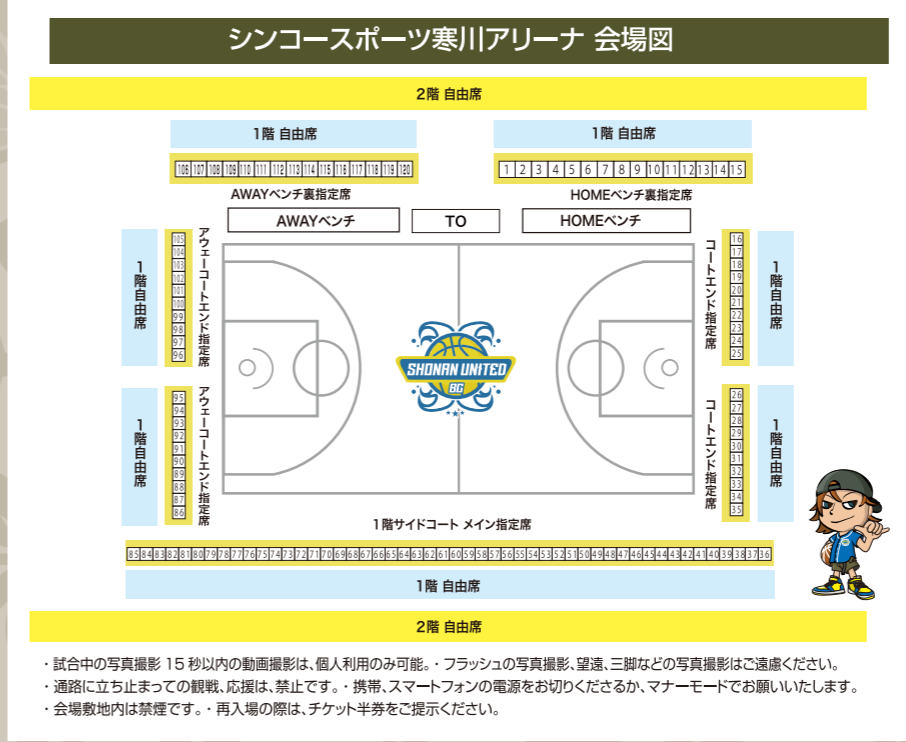 シンコースポーツ寒川アリーナ 会場図
2階 自由席
1階 自由席
1階 自由席
106 107 108 109 110 111 112 113 114 115 116 117 118 119 120
1 2 3 4 5 6 7 8 9 10 11 12 13 14 15
AWAYベンチ裏指定席
HOMEベンチ裏指定席
AWAYベンチ
TO
HOMEベンチ
1階自由席
105
104
103
102
101
100
99
98
97
96
アウェーコートエンド指定席
コートエンド指定席
16
17
18
19
20
21
22
23
24
25
1階自由席
SHONAN UNITED
BC
1階自由席
95
94
93
92
91
90
89
88
87
86
アウェーコートエンド指定席
コートエンド指定席
26
27
28
29
30
31
32
33
34
35
1階自由席
1階サイドコート メイン指定席
85 84 83 82 81 80 79 78 77 76 75 74 73 72 71 70 69 68 67 66 65 64 63 62 61 60 59 58 57 56 55 54 53 52 51 50 49 48 47 46 45 44 43 42 41 40 39 38 37 36
1階 自由席
2階 自由席
・試合中の写真撮影 15 秒以内の動画撮影は、個人利用のみ可能。・フラッシュの写真撮影、望遠、三脚などの写真撮影はご遠慮ください。
・通路に立ち止まっての観戦、応援は、禁止です。・携帯、スマートフォンの電源をお切りくださるか、マナーモードでお願いいたします。
・会場敷地内は禁煙です。・再入場の際は、チケット半券をご提示ください。